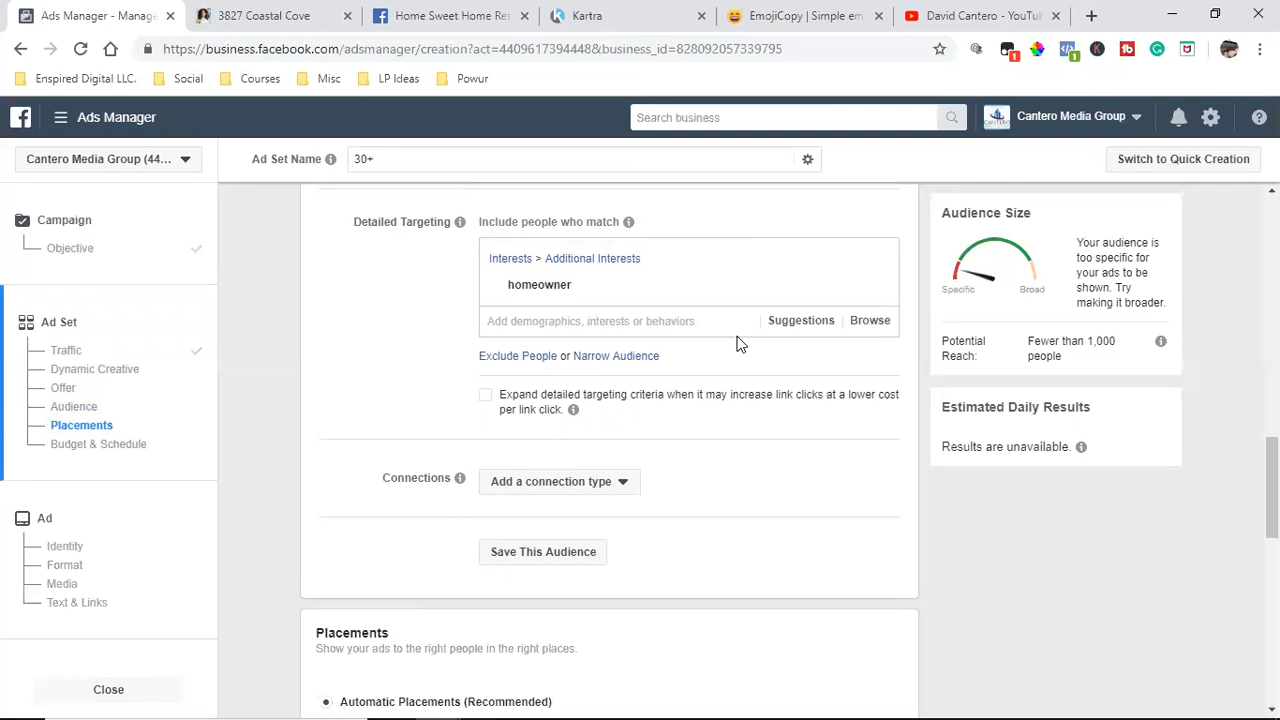 Ads Manager - Manag
3827 Coastal Cove
Home Sweet Home Re
Kartra
EmojiCopy | Simple em
David Cantero - YouTu
https://business.facebook.com/adsmanager/creation?act=4409617394448&business_id=828092057339795
1
1
Enspired Digital LLC.
Social
Courses
Misc
LP Ideas
Powur
Ads Manager
Search business
Cantero Media Group
Cantero Media Group (44...
Ad Set Name
30+
Switch to Quick Creation
Campaign
Objective
Ad Set
Traffic
Dynamic Creative
Offer
Audience
Placements
Budget & Schedule
Ad
Identity
Format
Media
Text & Links
Close
Detailed Targeting
Include people who match
Interests > Additional Interests
homeowner
Add demographics, interests or behaviors
Suggestions
Browse
Exclude People or Narrow Audience
Expand detailed targeting criteria when it may increase link clicks at a lower cost
per link click.
Connections
Add a connection type
Save This Audience
Placements
Show your ads to the right people in the right places.
Automatic Placements (Recommended)
Audience Size
Specific
Broad
Your audience is
too specific for
your ads to be
shown. Try
making it broader.
Potential
Reach:
Fewer than 1,000
people
Estimated Daily Results
Results are unavailable.